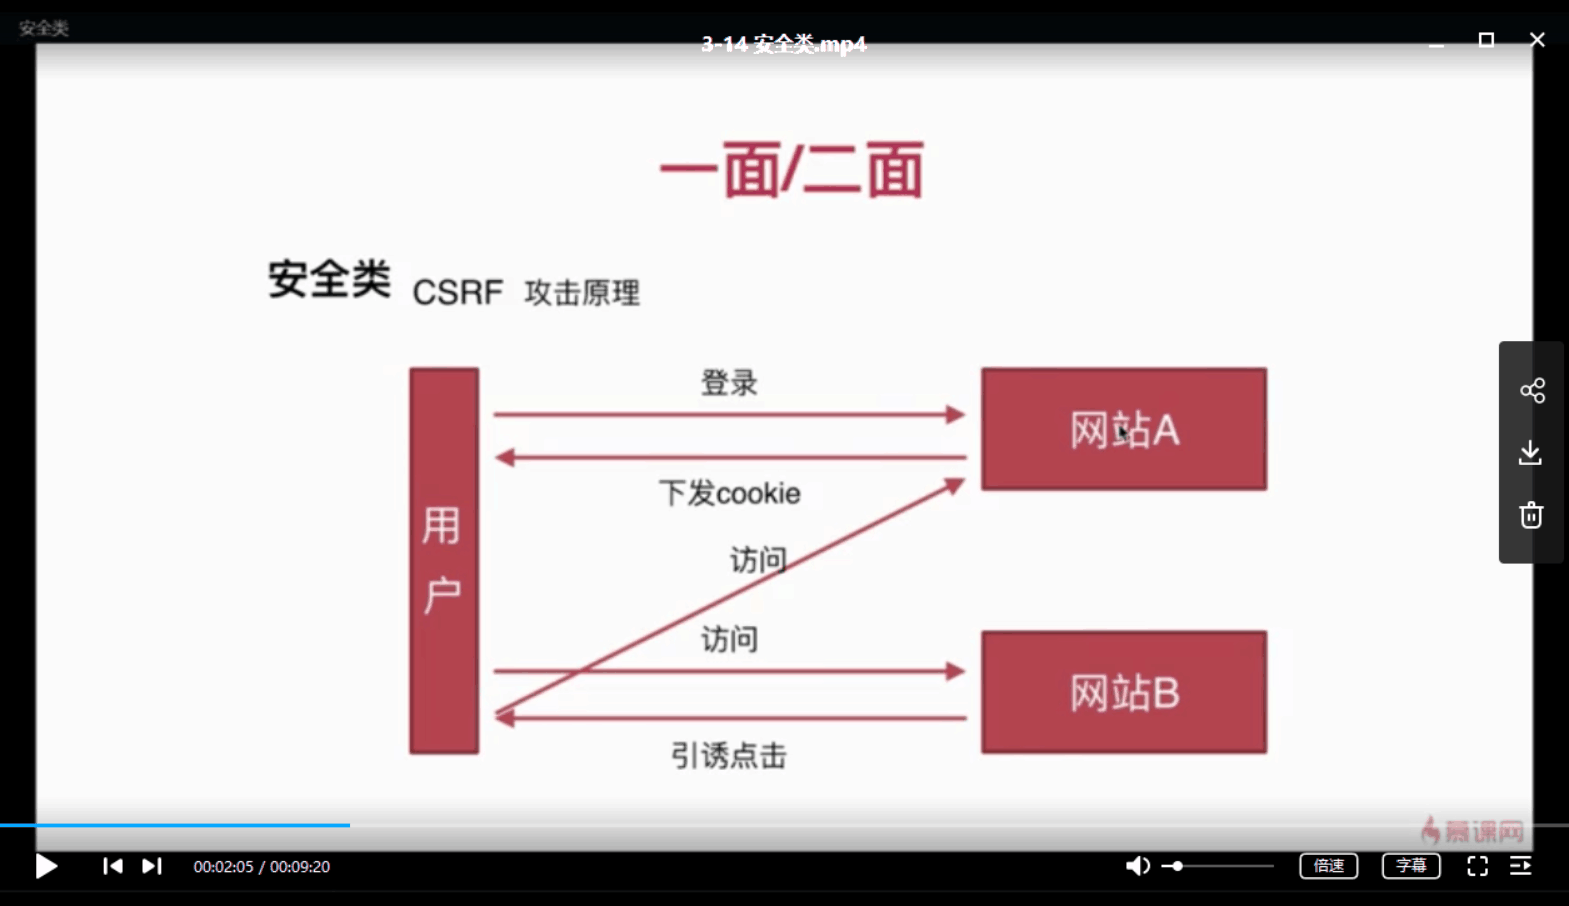 安全类
3-14 安全类.mp4
一面/二面
安全类 CSRF 攻击原理
登录
网站A
下发cookie
用户
访问
访问
网站B
引诱点击
慕课网
00:02:05 / 00:09:20
倍速
字幕